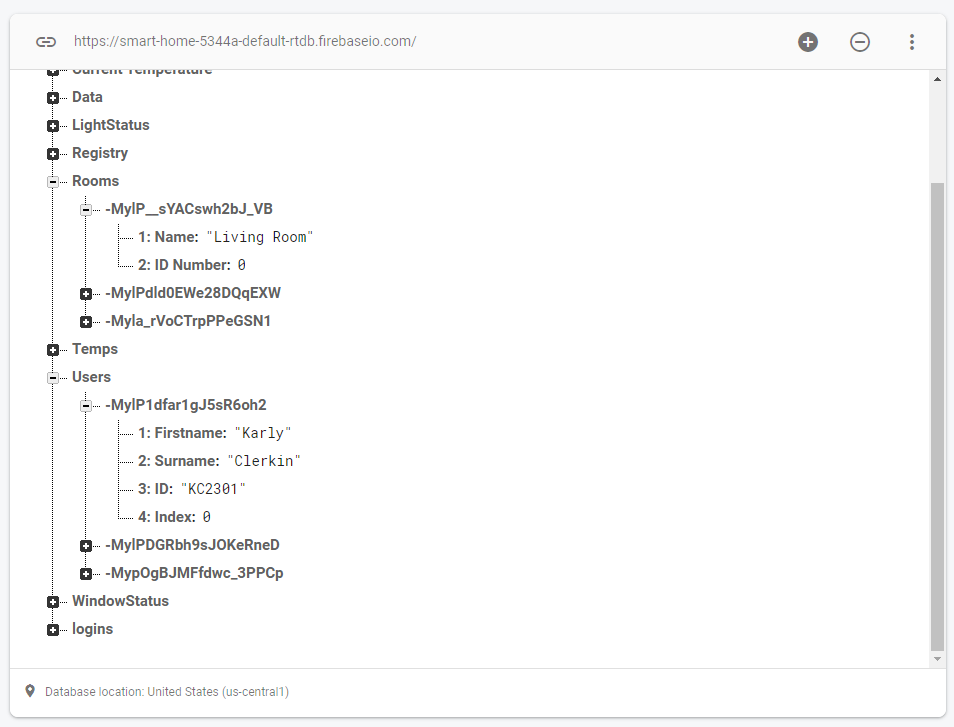 https://smart-home-5344a-default-rtdb.firebaseio.com/
Current Temperature
Data
LightStatus
Registry
Rooms
-MylP__sYACswh2bJ_VB
1: Name: "Living Room"
2: ID Number: 0
-MylPdld0EWe28DQqEXW
-Myla_rVoCTrpPPeGSN1
Temps
Users
-MylP1dfar1gJ5sR6oh2
1: Firstname: "Karly"
2: Surname: "Clerkin"
3: ID: "KC2301"
4: Index: 0
-MylPDGRbh9sJOKeRneD
-MypOgBJMFfdwc_3PPCp
WindowStatus
logins
Database location: United States (us-central1)